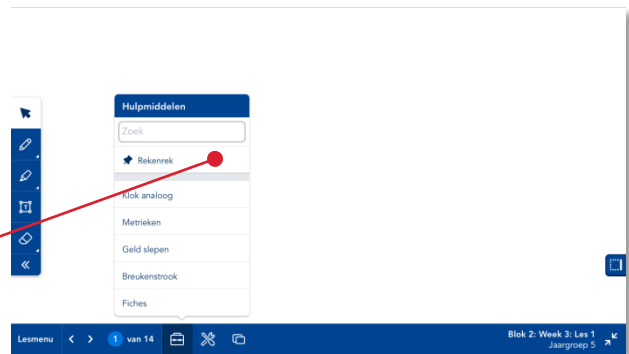 Hulpmiddelen
Zoek
Rekenrek
Klok analoog
Metrieken
Geld slepen
Breukenstrook
Fiches
T
Lesmenu 1 van 14
Blok 2: Week 3: Les 1
Jaargroep 5